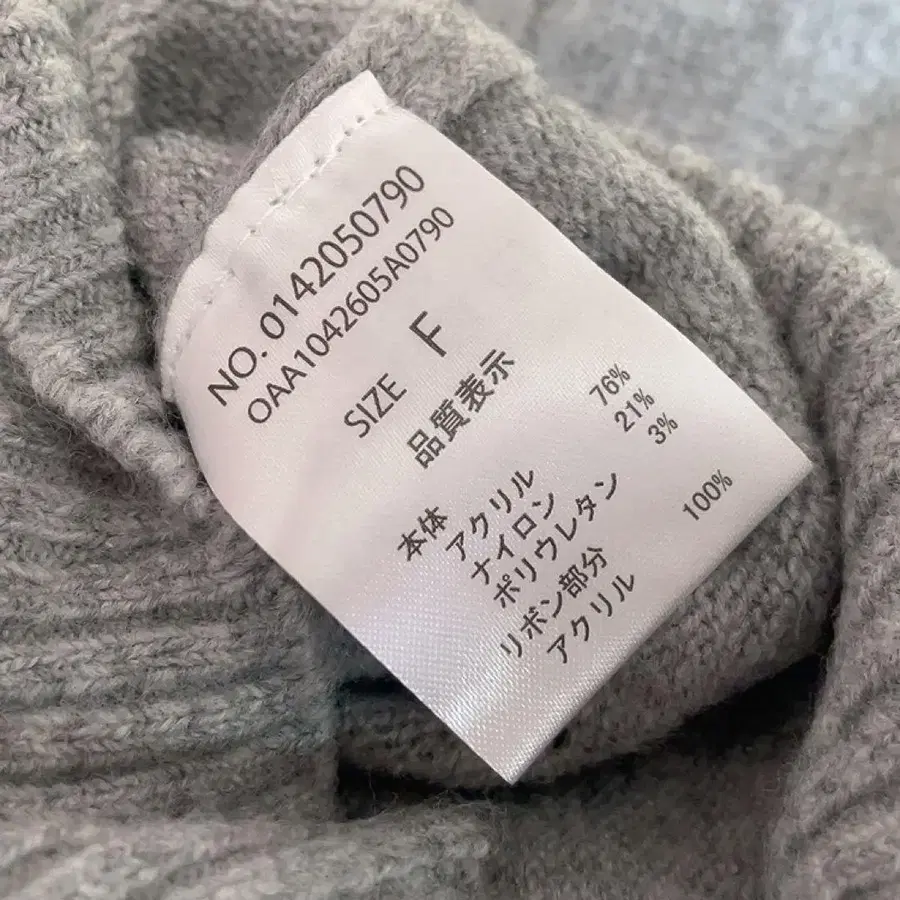 NO. 0142050790
OAA1042605A0790
SIZE F
品質表示
本体
アクリル 76%
ナイロン 21%
ポリウレタン 3%
リボン部分
アクリル 100%